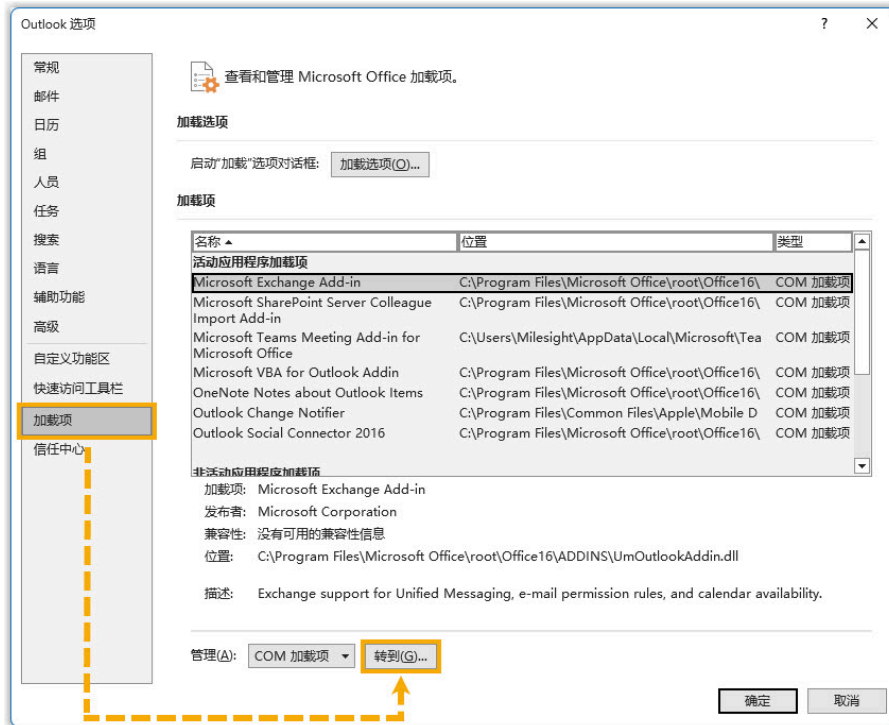 Outlook 选项
?
常规
邮件
日历
组
人员
任务
搜索
语言
辅助功能
高级
自定义功能区
快速访问工具栏
加载项
信任中心
查看和管理 Microsoft Office 加载项。
加载选项
启动"加载"选项对话框: 加载选项(O)...
加载项
名称 位置 类型
活动应用程序加载项
Microsoft Exchange Add-in C:\Program Files\Microsoft Office\root\Office16\ COM 加载项
Microsoft SharePoint Server Colleague C:\Program Files\Microsoft Office\root\Office16\ COM 加载项
Import Add-in
Microsoft Teams Meeting Add-in for C:\Users\Milesight\AppData\Local\Microsoft\Tea COM 加载项
Microsoft Office
Microsoft VBA for Outlook Addin C:\Program Files\Microsoft Office\root\Office16\ COM 加载项
OneNote Notes about Outlook Items C:\Program Files\Microsoft Office\root\Office16\ COM 加载项
Outlook Change Notifier C:\Program Files\Common Files\Apple\Mobile D COM 加载项
Outlook Social Connector 2016 C:\Program Files\Microsoft Office\root\Office16\ COM 加载项
非活动应用程序加载项
加载项: Microsoft Exchange Add-in
发布者: Microsoft Corporation
兼容性: 没有可用的兼容性信息
位置: C:\Program Files\Microsoft Office\root\Office16\ADDINS\UmOutlookAddin.dll
描述: Exchange support for Unified Messaging, e-mail permission rules, and calendar availability.
管理(A): COM 加载项 转到(G)...
确定 取消